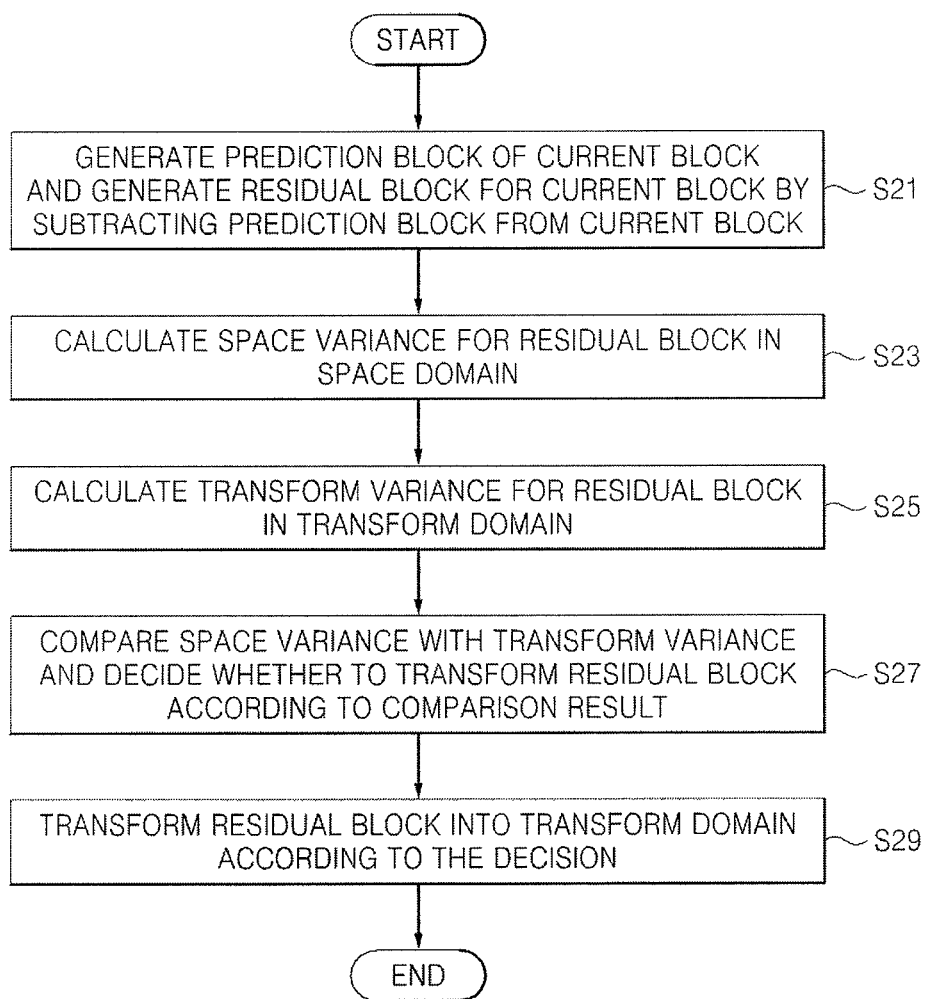 START
GENERATE PREDICTION BLOCK OF CURRENT BLOCK
AND GENERATE RESIDUAL BLOCK FOR CURRENT BLOCK BY
SUBTRACTING PREDICTION BLOCK FROM CURRENT BLOCK
S21
CALCULATE SPACE VARIANCE FOR RESIDUAL BLOCK IN
SPACE DOMAIN
S23
CALCULATE TRANSFORM VARIANCE FOR RESIDUAL BLOCK
IN TRANSFORM DOMAIN
S25
COMPARE SPACE VARIANCE WITH TRANSFORM VARIANCE
AND DECIDE WHETHER TO TRANSFORM RESIDUAL BLOCK
ACCORDING TO COMPARISON RESULT
S27
TRANSFORM RESIDUAL BLOCK INTO TRANSFORM DOMAIN
ACCORDING TO THE DECISION
S29
END